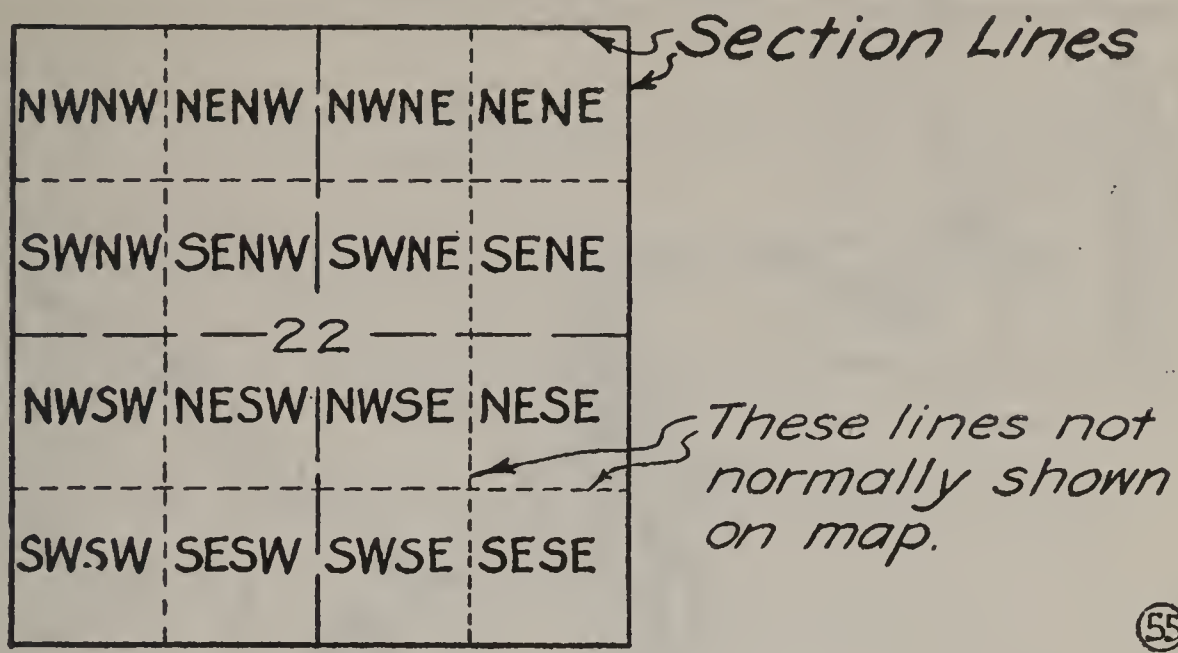 Section Lines
NWNW NENW NWNE NENE
SWNW SENW SWNE SENE
22
NWSW NESW NWSE NESE
These lines not
normally shown
on map.
SWSW SESW SWSE SESE
55